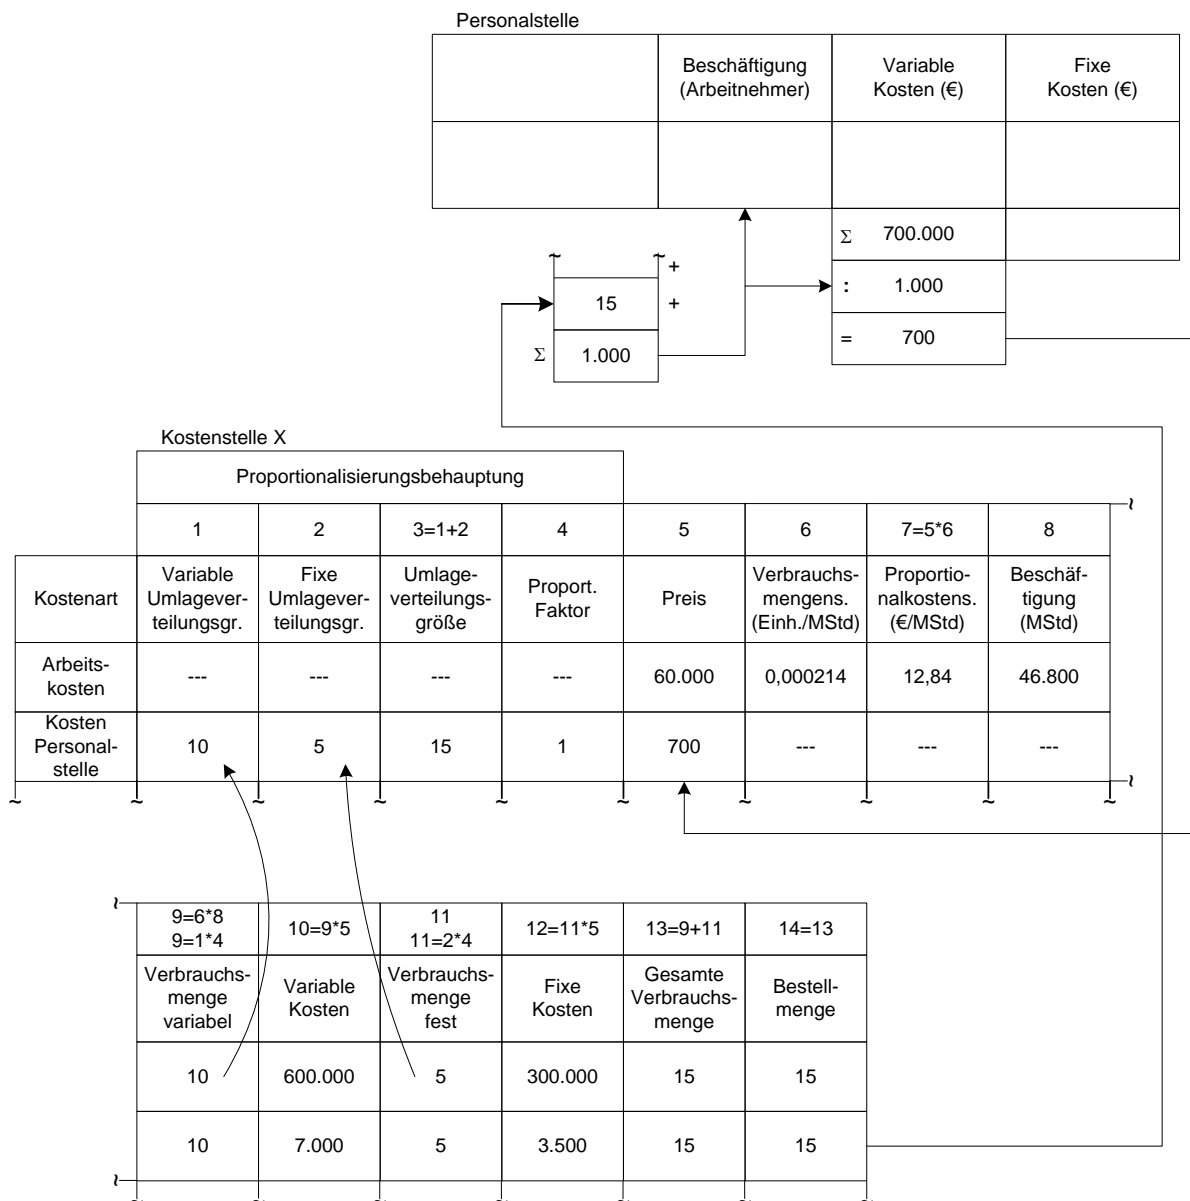 Personalstelle
Beschäftigung
(Arbeitnehmer)
Variable
Kosten (€)
Fixe
Kosten (€)
Σ 700.000
: 1.000
= 700
~ ~ +
15 +
Σ 1.000
Kostenstelle X
Proportionalisierungsbehauptung
1 2 3=1+2 4 5 6 7=5*6 8
Kostenart
Variable
Umlagever-
teilungsgr.
Fixe
Umlagever-
teilungsgr.
Umlage-
verteilungs-
größe
Proport.
Faktor
Preis
Verbrauchs-
mengens.
(Einh./MStd)
Proportio-
nalkostens.
(€/MStd)
Beschäf-
tigung
(MStd)
Arbeits-
kosten
--- --- --- --- 60.000 0,000214 12,84 46.800
Kosten
Personal-
stelle
10 5 15 1 700 --- --- ---
9=6*8
9=1*4
10=9*5
11
11=2*4
12=11*5
13=9+11
14=13
Verbrauchs-
menge
variabel
Variable
Kosten
Verbrauchs-
menge
fest
Fixe
Kosten
Gesamte
Verbrauchs-
menge
Bestell-
menge
10 600.000 5 300.000 15 15
10 7.000 5 3.500 15 15